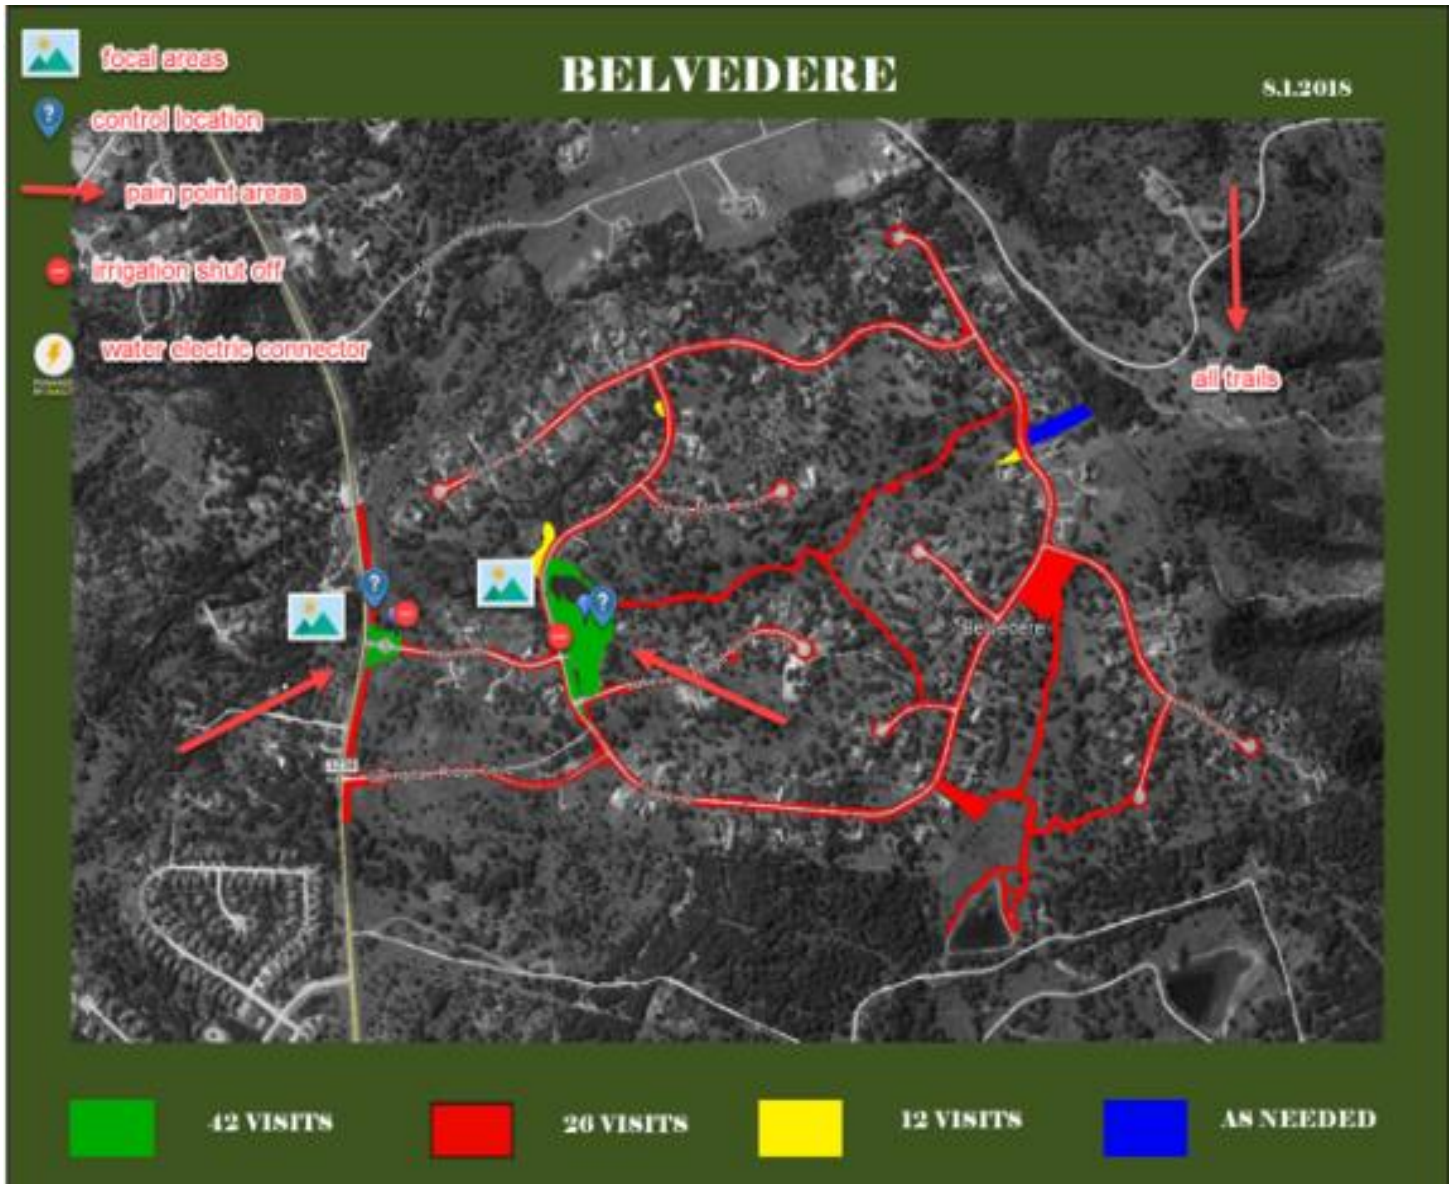 focal areas
BELVEDERE
8.1.2018
control location
pain point areas
irrigation shut off
water electric connector
all trails
Belvedere
42 VISITS
26 VISITS
12 VISITS
AS NEEDED